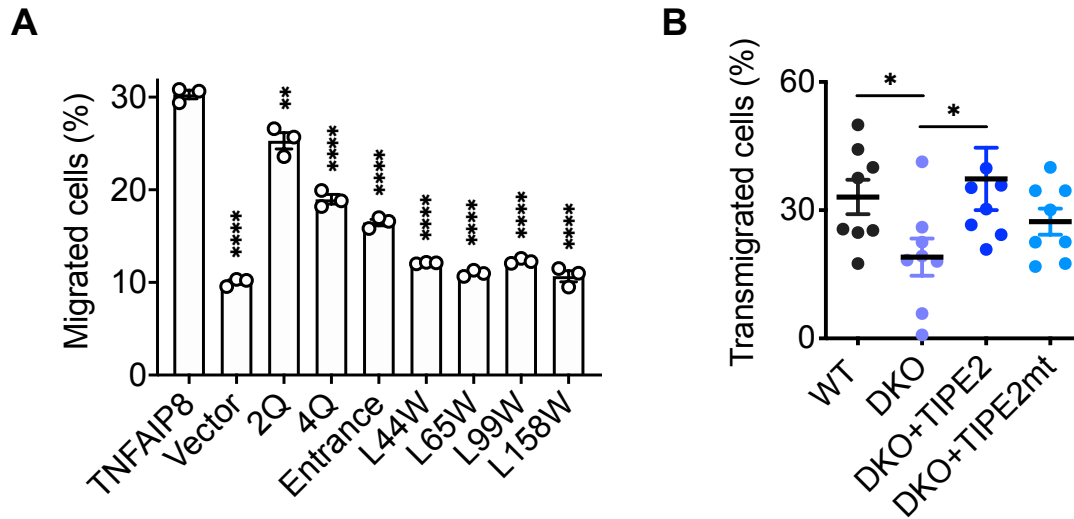 A
Migrated cells (%)
30
20
10
0
****
**
****
****
****
****
****
****
TNFAIP8
Vector
2Q
4Q
Entrance
L44W
L65W
L99W
L158W
B
Transmigrated cells (%)
60
30
0
*
*
WT
DKO
DKO+TIPE2
DKO+TIPE2mt